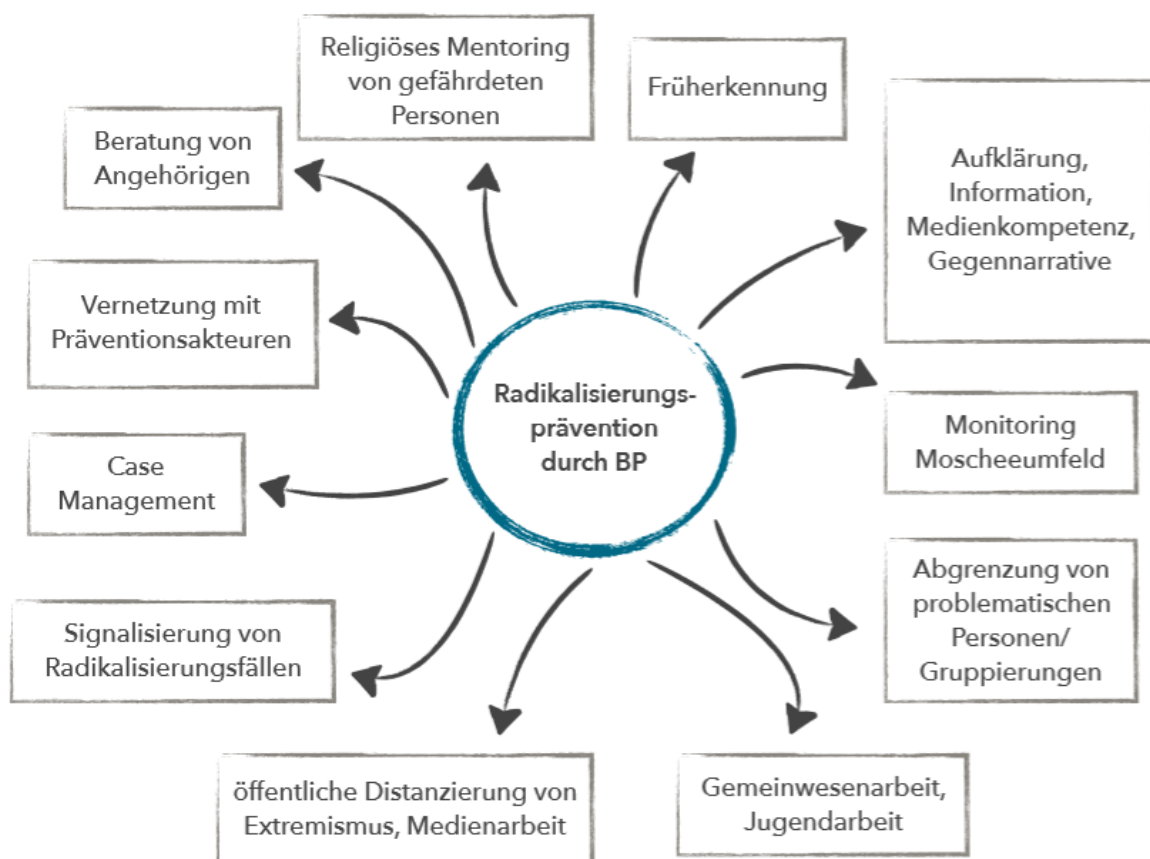 Religiöses Mentoring
von gefährdeten
Personen
Früherkennung
Beratung von
Angehörigen
Aufklärung,
Information,
Medienkompetenz,
Gegennarrative
Vernetzung mit
Präventionsakteuren
Radikalisierungs-
prävention
durch BP
Monitoring
Moscheeumfeld
Case
Management
Abgrenzung von
problematischen
Personen/
Gruppierungen
Signalisierung von
Radikalisierungsfällen
öffentliche Distanzierung von
Extremismus, Medienarbeit
Gemeinwesenarbeit,
Jugendarbeit